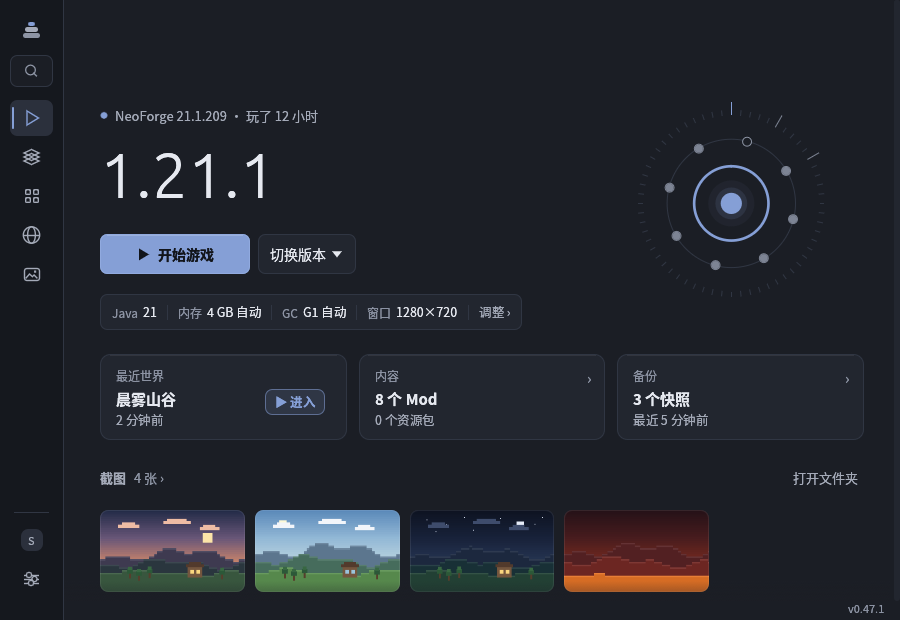 NeoForge 21.1.209 • 玩了 12 小时
1.21.1
开始游戏 切换版本
Java 21 内存 4 GB 自动 GC G1 自动 窗口 1280×720 调整 ›
最近世界
晨雾山谷
2 分钟前
进入
内容 ›
8 个 Mod
0 个资源包
备份 ›
3 个快照
最近 5 分钟前
截图 4 张 › 打开文件夹
S
v0.47.1